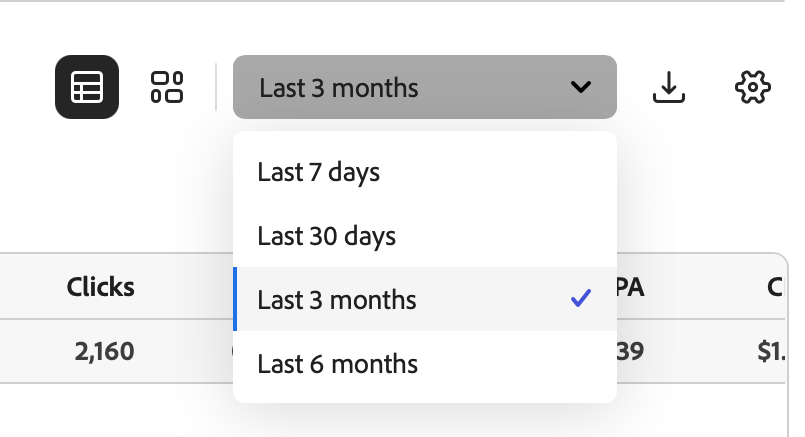 Last 3 months
Last 7 days
Last 30 days
Last 3 months
Last 6 months
Clicks
PA
2,160
39
$1.